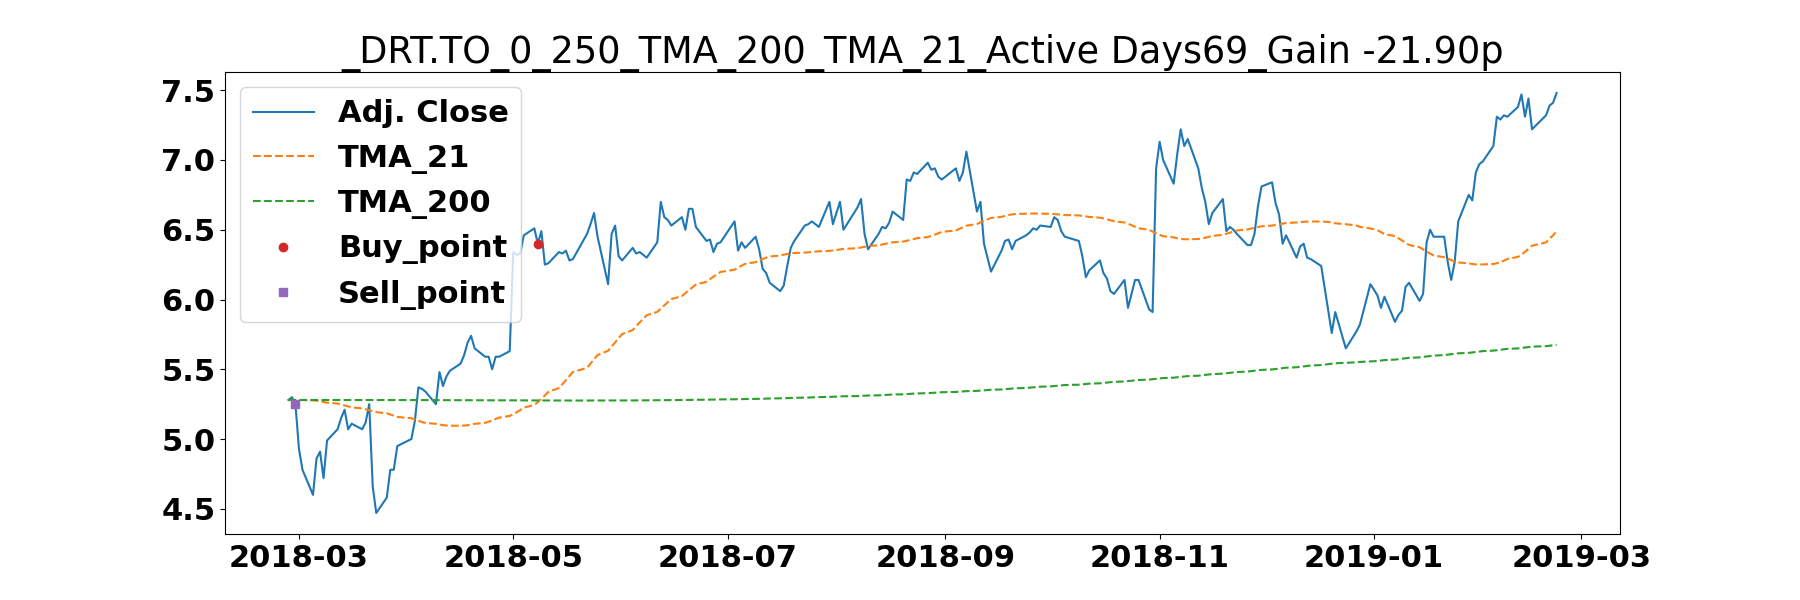 _DRT.TO_0_250_TMA_200_TMA_21_Active Days69_Gain -21.90p
7.5
7.0
6.5
6.0
5.5
5.0
4.5
Adj. Close
TMA_21
TMA_200
Buy_point
Sell_point
2018-03 2018-05 2018-07 2018-09 2018-11 2019-01 2019-03